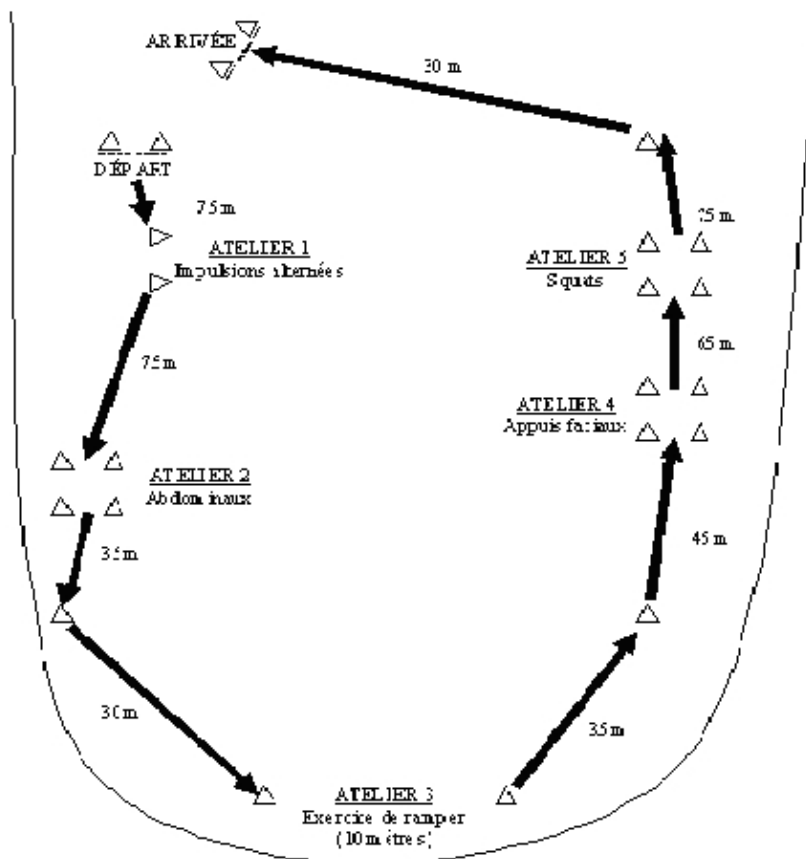 ARRIVÉE
30 m
DÉPART
75 m
ATELIER 1
Impulsions alternées
75 m
ATELIER 2
Abdominaux
35 m
30 m
ATELIER 3
Exercice de ramper
(10 mètres)
35 m
45 m
ATELIER 4
Appuis faciaux
65 m
ATELIER 5
Squats
75 m